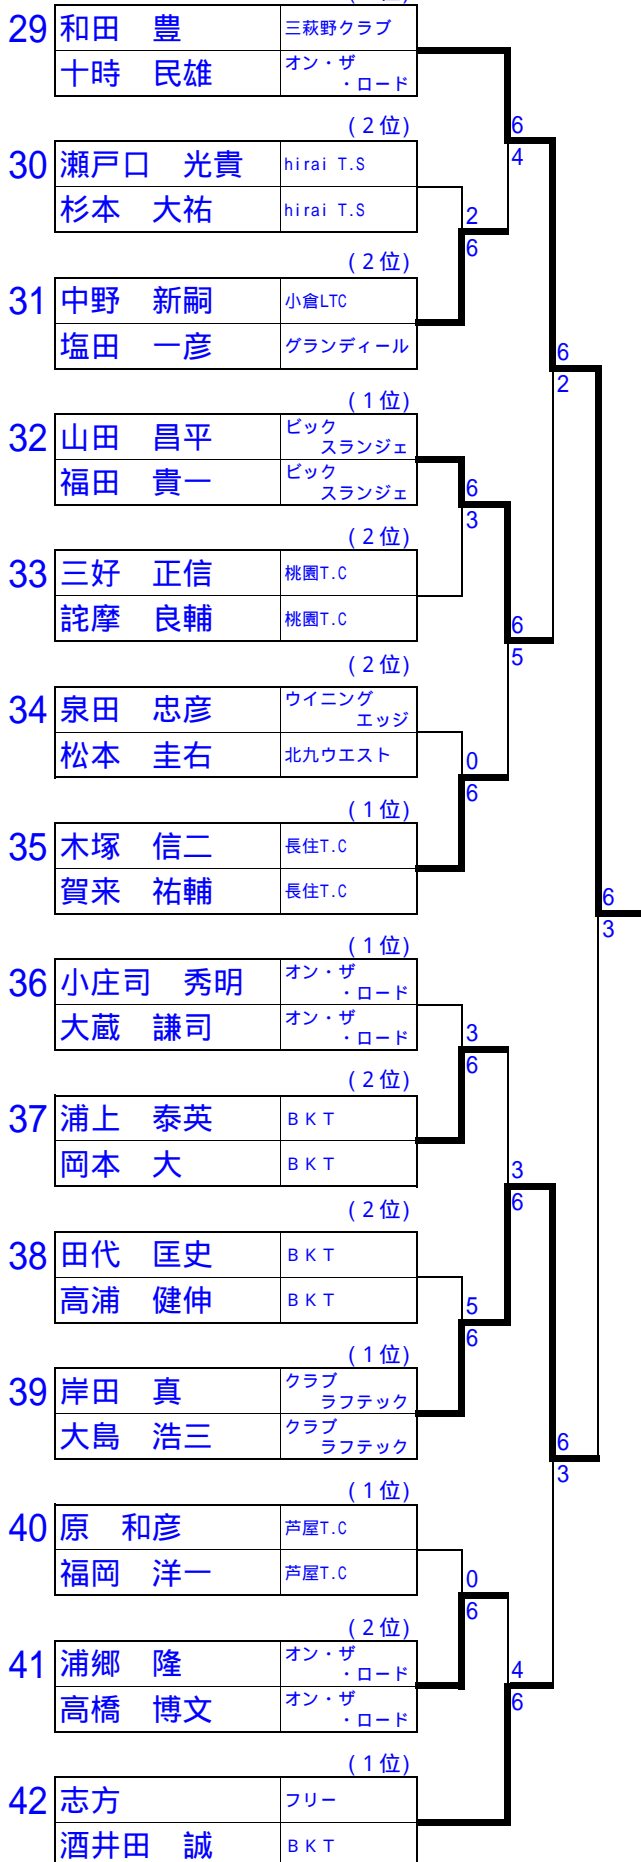 29 和田 豊 三萩野クラブ
十時 民雄 オン・ザ・ロード
(2位)
30 瀬戸口 光貴 hirai T.S
杉本 大祐 hirai T.S
(2位)
31 中野 新嗣 小倉LTC
塩田 一彦 グランディール
(1位)
32 山田 昌平 ビックスランジェ
福田 貴一 ビックスランジェ
(2位)
33 三好 正信 桃園T.C
詫摩 良輔 桃園T.C
(2位)
34 泉田 忠彦 ウイニングエッジ
松本 圭右 北九ウエスト
(1位)
35 木塚 信二 長住T.C
賀来 祐輔 長住T.C
(1位)
36 小庄司 秀明 オン・ザ・ロード
大蔵 謙司 オン・ザ・ロード
(2位)
37 浦上 泰英 BKT
岡本 大 BKT
(2位)
38 田代 匡史 BKT
高浦 健伸 BKT
(1位)
39 岸田 真 クラブラフテック
大島 浩三 クラブラフテック
(1位)
40 原 和彦 芦屋T.C
福岡 洋一 芦屋T.C
(2位)
41 浦郷 隆 オン・ザ・ロード
高橋 博文 オン・ザ・ロード
(1位)
42 志方 フリー
酒井田 誠 BKT
2
6
6
3
0
6
3
6
5
6
0
6
6
4
6
5
3
6
4
6
6
2
6
3
6
3